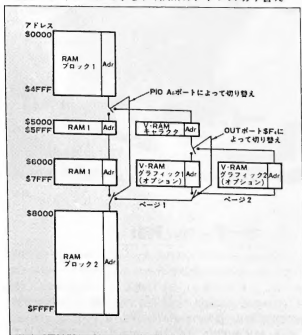 アドレス
$0000
RAM
ブロック1
Adr
$4FFF
PIO A₀ポートによって切り替え
$5000
$5FFF
RAM 1
Adr
V-RAM
キャラクタ
Adr
OUTポート$F₄に
よって切り替え
$6000
$7FFF
RAM 1
Adr
V-RAM
グラフィック1
(オプション)
Adr
V-RAM
グラフィック2
(オプション)
Adr
ページ1
ページ2
$8000
RAM
ブロック2
Adr
$FFFF